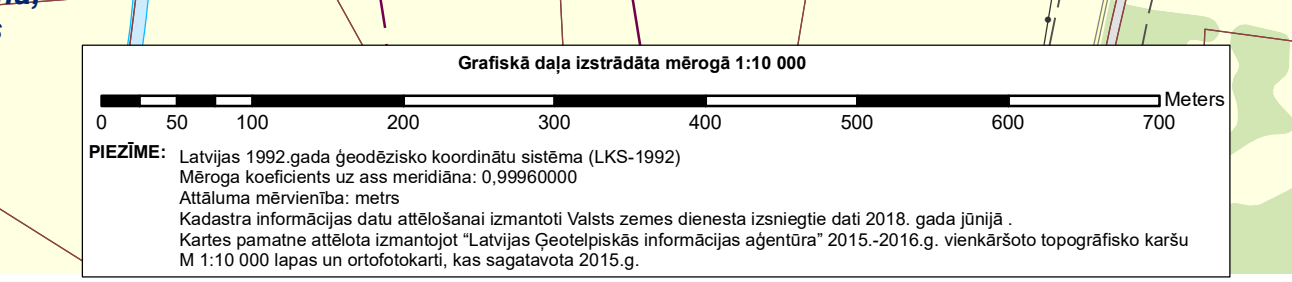 Grafiskā daļa izstrādāta mērogā 1:10 000
Meters
0 50 100 200 300 400 500 600 700
PIEZĪME: Latvijas 1992.gada ģeodēzisko koordinātu sistēma (LKS-1992)
Mēroga koeficients uz ass meridiāna: 0,99960000
Attāluma mērvienība: metrs
Kadastra informācijas datu attēlošanai izmantoti Valsts zemes dienesta izsniegtie dati 2018. gada jūnijā .
Kartes pamatne attēlota izmantojot “Latvijas Ģeotelpiskās informācijas aģentūra” 2015.-2016.g. vienkāršoto topogrāfisko karšu
M 1:10 000 lapas un ortofotokarti, kas sagatavota 2015.g.